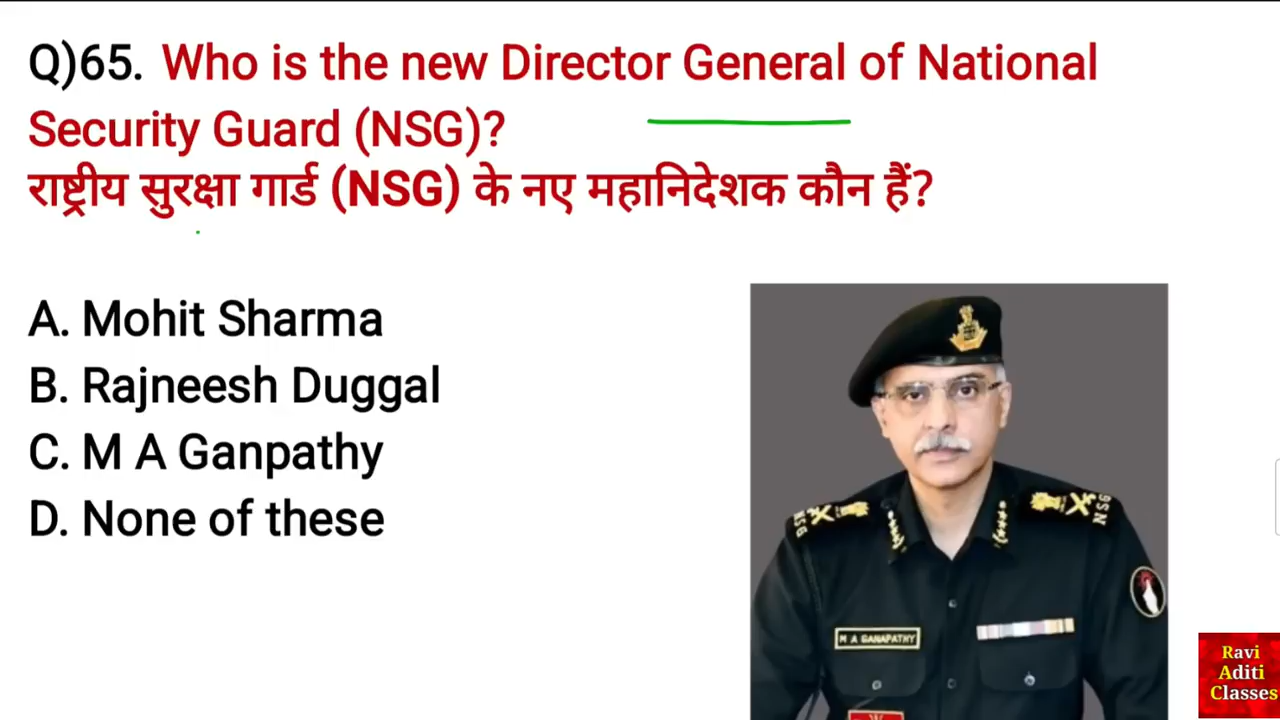 Q)65. Who is the new Director General of National
Security Guard (NSG)?
राष्ट्रीय सुरक्षा गार्ड (NSG) के नए महानिदेशक कौन हैं?
A. Mohit Sharma
B. Rajneesh Duggal
C. M A Ganpathy
D. None of these
NSG
NSG
M A GANAPATHY
Ravi
Aditi
Classes